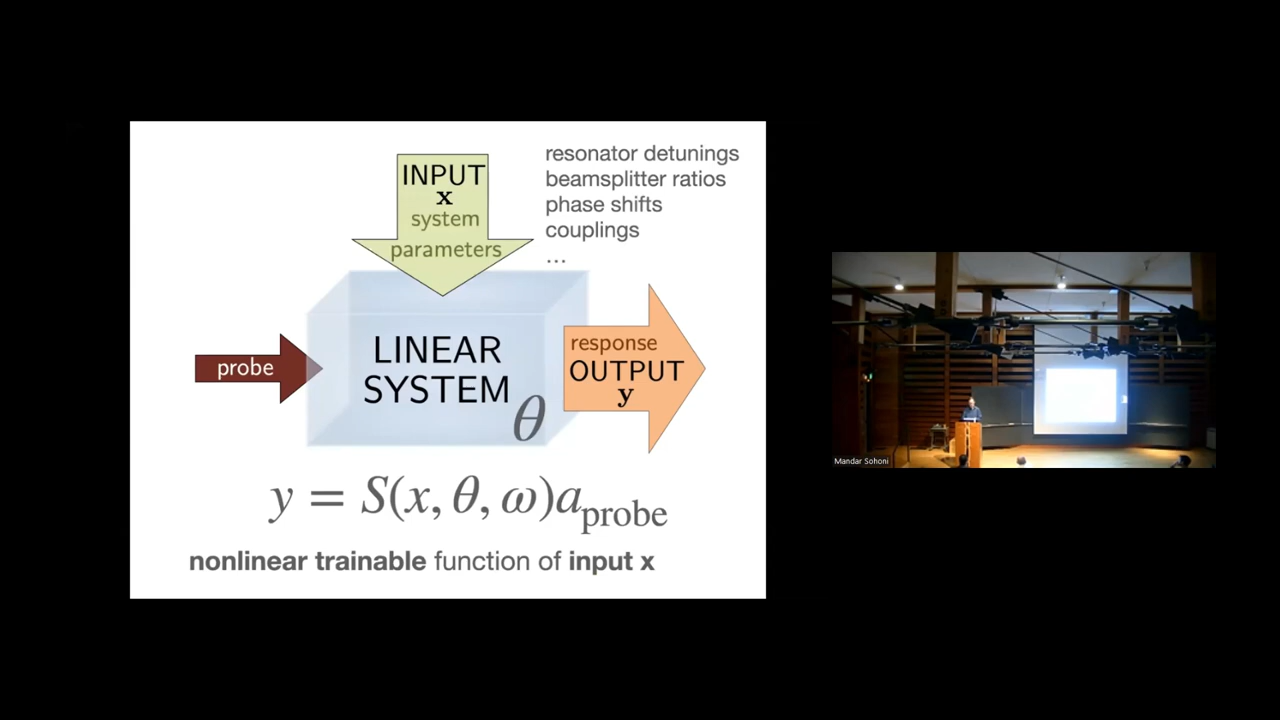 INPUT
x
system
parameters
resonator detunings
beamsplitter ratios
phase shifts
couplings
...
probe
LINEAR
SYSTEM
θ
response
OUTPUT
y
y = S(x, θ, ω)a_probe
nonlinear trainable function of input x
Mandar Sohoni